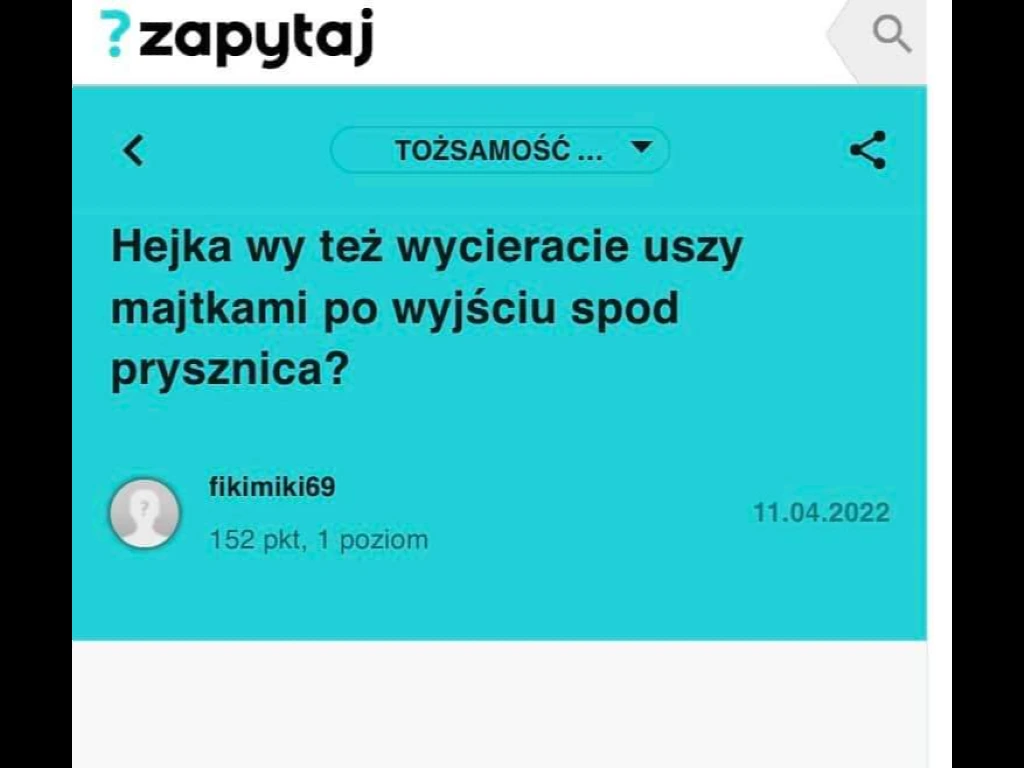 ?zapytaj
TOŻSAMOŚĆ ...
Hejka wy też wycieracie uszy
majtkami po wyjściu spod
prysznica?
?
fikimiki69
152 pkt, 1 poziom
11.04.2022